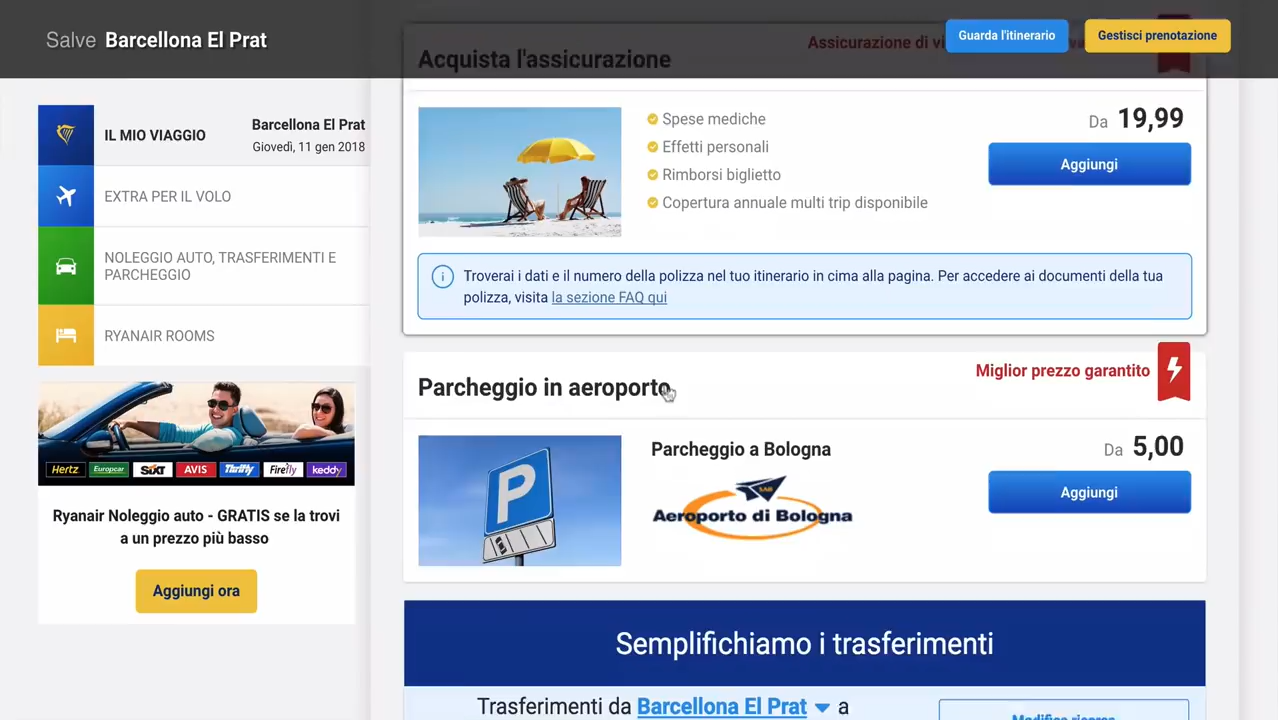 Salve Barcellona El Prat
Guarda l'itinerario
Gestisci prenotazione
IL MIO VIAGGIO
Barcellona El Prat
Giovedì, 11 gen 2018
EXTRA PER IL VOLO
NOLEGGIO AUTO, TRASFERIMENTI E
PARCHEGGIO
RYANAIR ROOMS
Hertz Europcar SIXT AVIS Thrifty Firefly keddy
Ryanair Noleggio auto - GRATIS se la trovi
a un prezzo più basso
Aggiungi ora
Acquista l'assicurazione
Assicurazione di
Spese mediche
Effetti personali
Rimborsi biglietto
Copertura annuale multi trip disponibile
Da 19,99
Aggiungi
Troverai i dati e il numero della polizza nel tuo itinerario in cima alla pagina. Per accedere ai documenti della tua
polizza, visita la sezione FAQ qui
Parcheggio in aeroporto
Miglior prezzo garantito
P
Parcheggio a Bologna
Aeroporto di Bologna
Da 5,00
Aggiungi
Semplifichiamo i trasferimenti
Trasferimenti da Barcellona El Prat a
Modifica ricerca